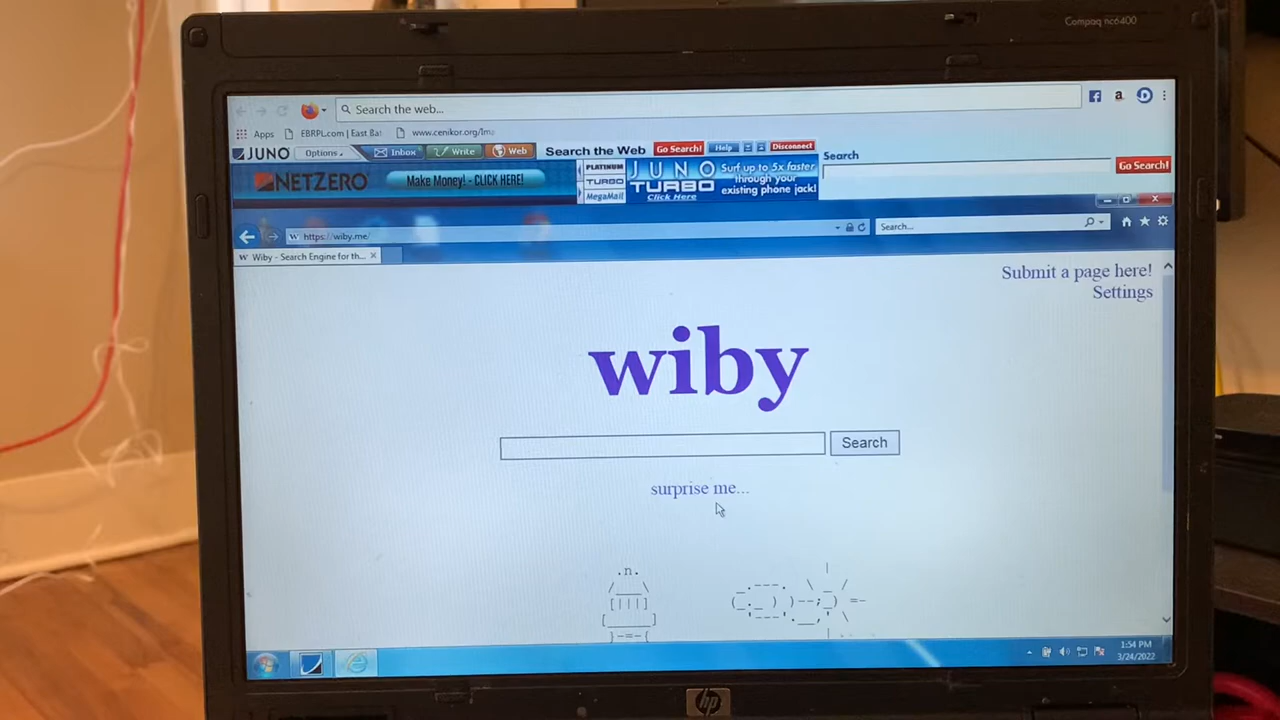 Compaq nc6400
Search the web...
Apps EBRPL.com | East Bat www.cenikor.org/Ima
JUNO Options Inbox Write Web Search the Web Go Search! Help Disconnect
Search
NETZERO Make Money! - CLICK HERE! PLATINUM TURBO MegaMail JUNO TURBO Click Here Surf up to 5x faster through your existing phone jack! Go Search!
https://wiby.me/ Search...
W Wiby - Search Engine for th...
Submit a page here!
Settings
wiby
Search
surprise me...
.n.
1:54 PM
3/24/2022
hp